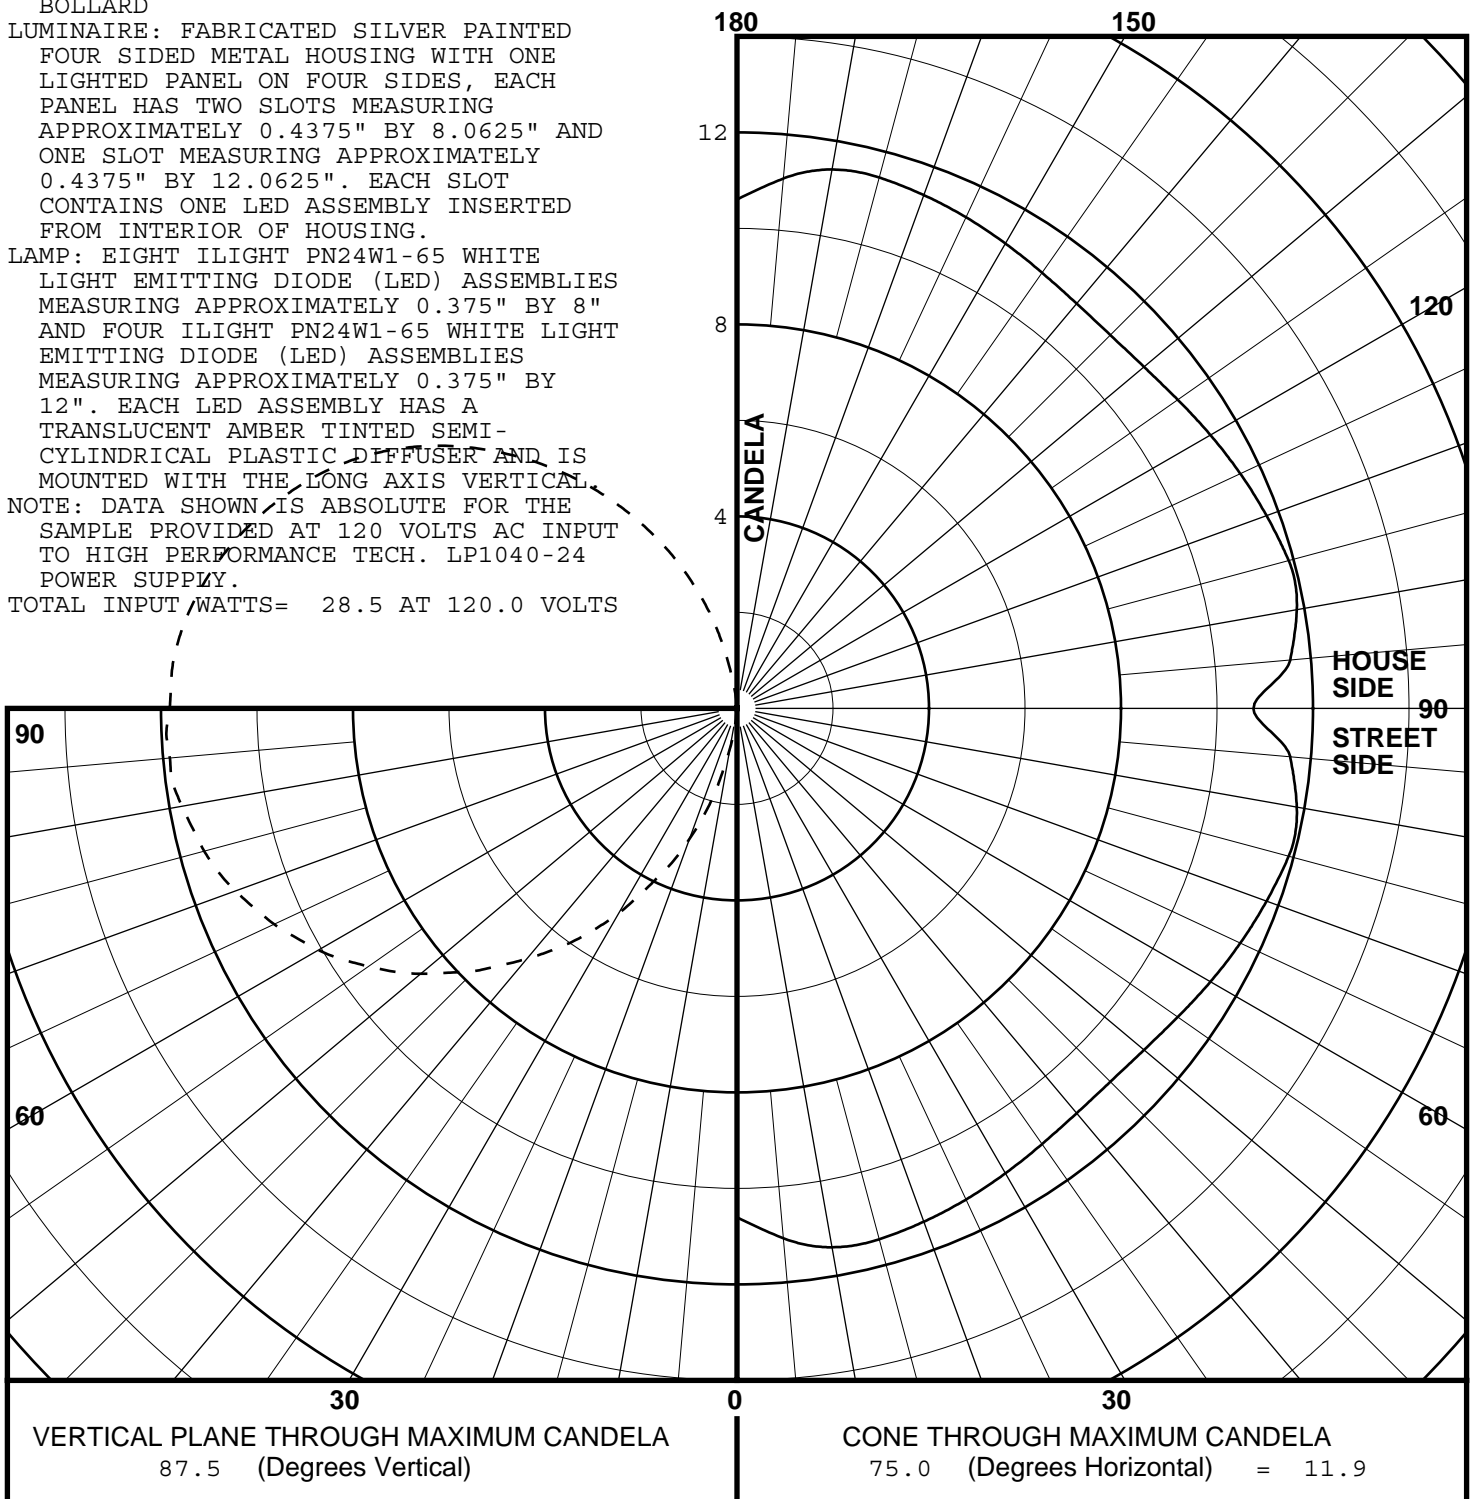 BOLLARD
LUMINAIRE: FABRICATED SILVER PAINTED
FOUR SIDED METAL HOUSING WITH ONE
LIGHTED PANEL ON FOUR SIDES, EACH
PANEL HAS TWO SLOTS MEASURING
APPROXIMATELY 0.4375" BY 8.0625" AND
ONE SLOT MEASURING APPROXIMATELY
0.4375" BY 12.0625". EACH SLOT
CONTAINS ONE LED ASSEMBLY INSERTED
FROM INTERIOR OF HOUSING.
LAMP: EIGHT ILIGHT PN24W1-65 WHITE
LIGHT EMITTING DIODE (LED) ASSEMBLIES
MEASURING APPROXIMATELY 0.375" BY 8"
AND FOUR ILIGHT PN24W1-65 WHITE LIGHT
EMITTING DIODE (LED) ASSEMBLIES
MEASURING APPROXIMATELY 0.375" BY
12". EACH LED ASSEMBLY HAS A
TRANSLUCENT AMBER TINTED SEMI-
CYLINDRICAL PLASTIC DIFFUSER AND IS
MOUNTED WITH THE LONG AXIS VERTICAL.
NOTE: DATA SHOWN IS ABSOLUTE FOR THE
SAMPLE PROVIDED AT 120 VOLTS AC INPUT
TO HIGH PERFORMANCE TECH. LP1040-24
POWER SUPPLY.
TOTAL INPUT WATTS=  28.5 AT 120.0 VOLTS
180
150
12
120
8
CANDELA
4
HOUSE
SIDE
90
90
STREET
SIDE
60
60
30
0
30
VERTICAL PLANE THROUGH MAXIMUM CANDELA
87.5 (Degrees Vertical)
CONE THROUGH MAXIMUM CANDELA
75.0 (Degrees Horizontal) = 11.9